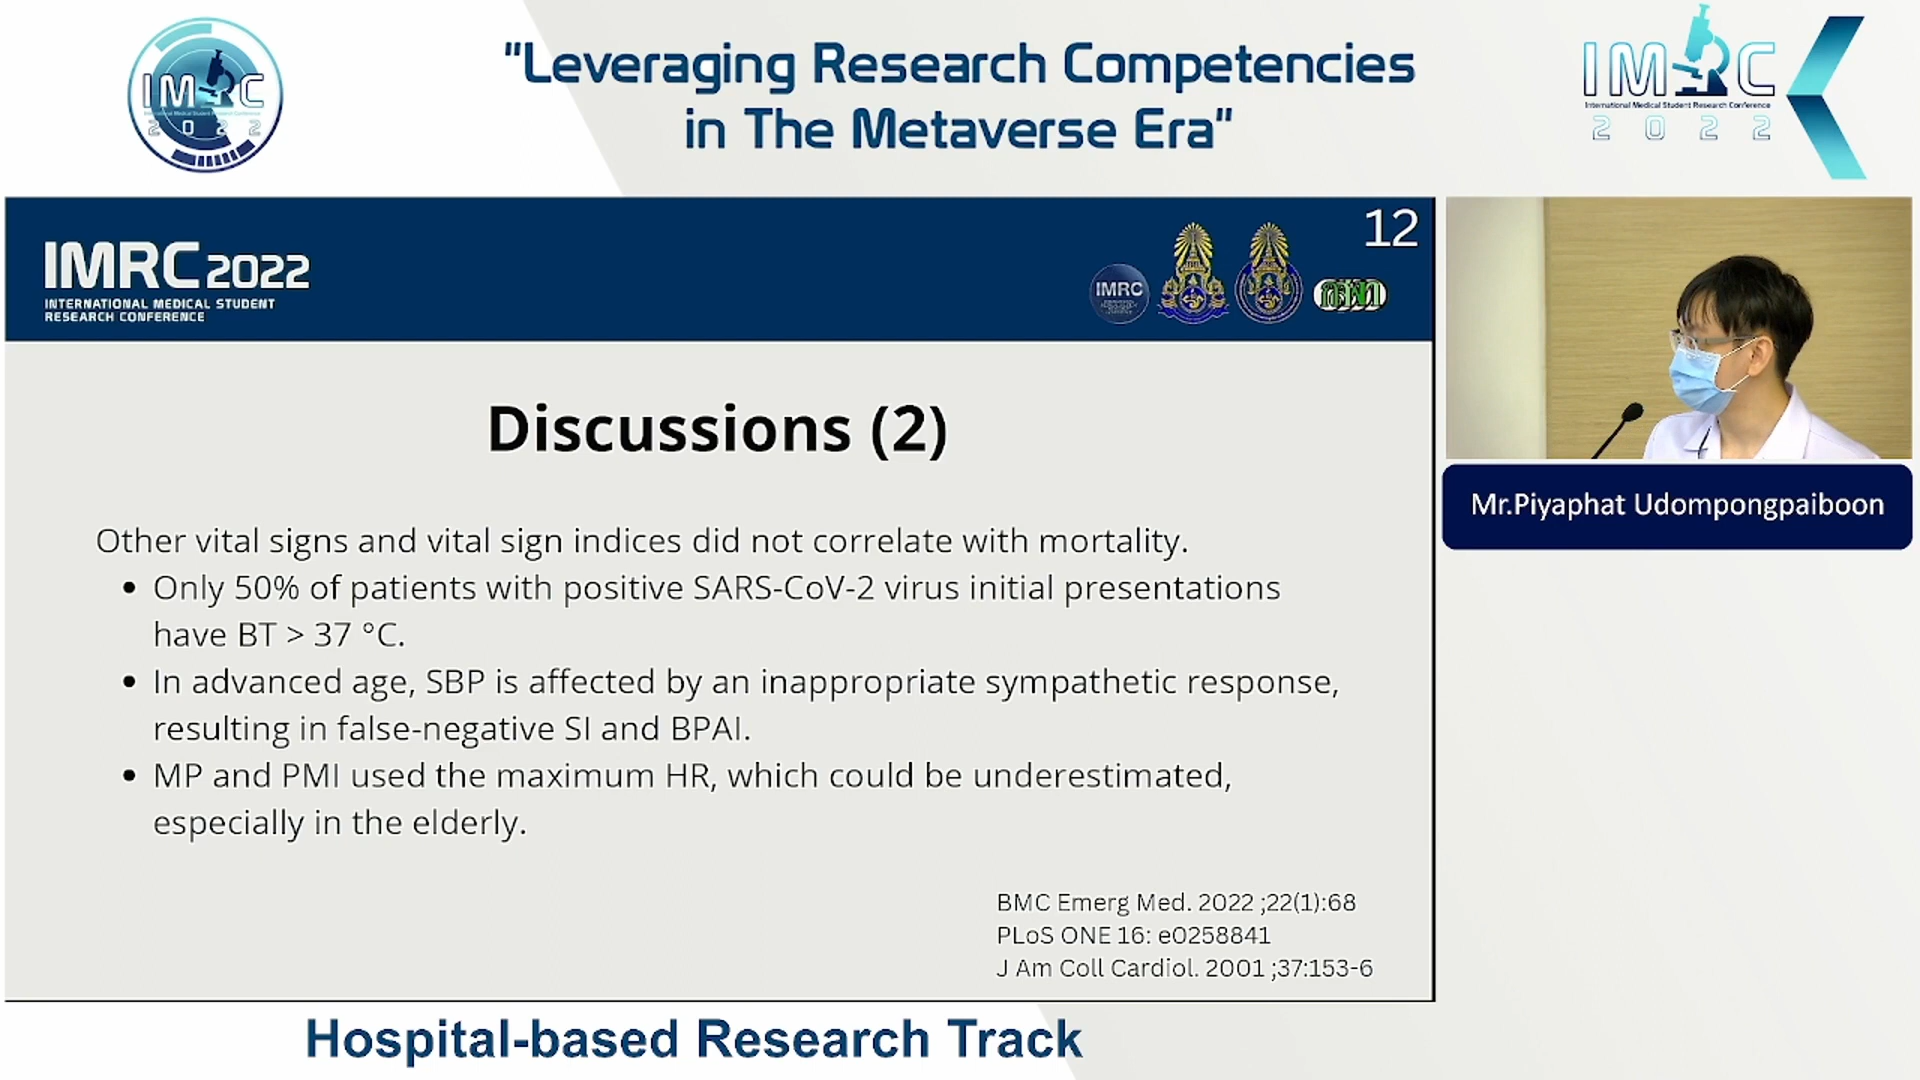 IMRC
2022
"Leveraging Research Competencies
in The Metaverse Era"
IMRC
International Medical Student Research Conference
2022
IMRC 2022
INTERNATIONAL MEDICAL STUDENT
RESEARCH CONFERENCE
IMRC
12
Discussions (2)
Other vital signs and vital sign indices did not correlate with mortality.
• Only 50% of patients with positive SARS-CoV-2 virus initial presentations
have BT > 37 °C.
• In advanced age, SBP is affected by an inappropriate sympathetic response,
resulting in false-negative SI and BPAI.
• MP and PMI used the maximum HR, which could be underestimated,
especially in the elderly.
BMC Emerg Med. 2022 ;22(1):68
PLoS ONE 16: e0258841
J Am Coll Cardiol. 2001 ;37:153-6
Mr.Piyaphat Udompongpaiboon
Hospital-based Research Track